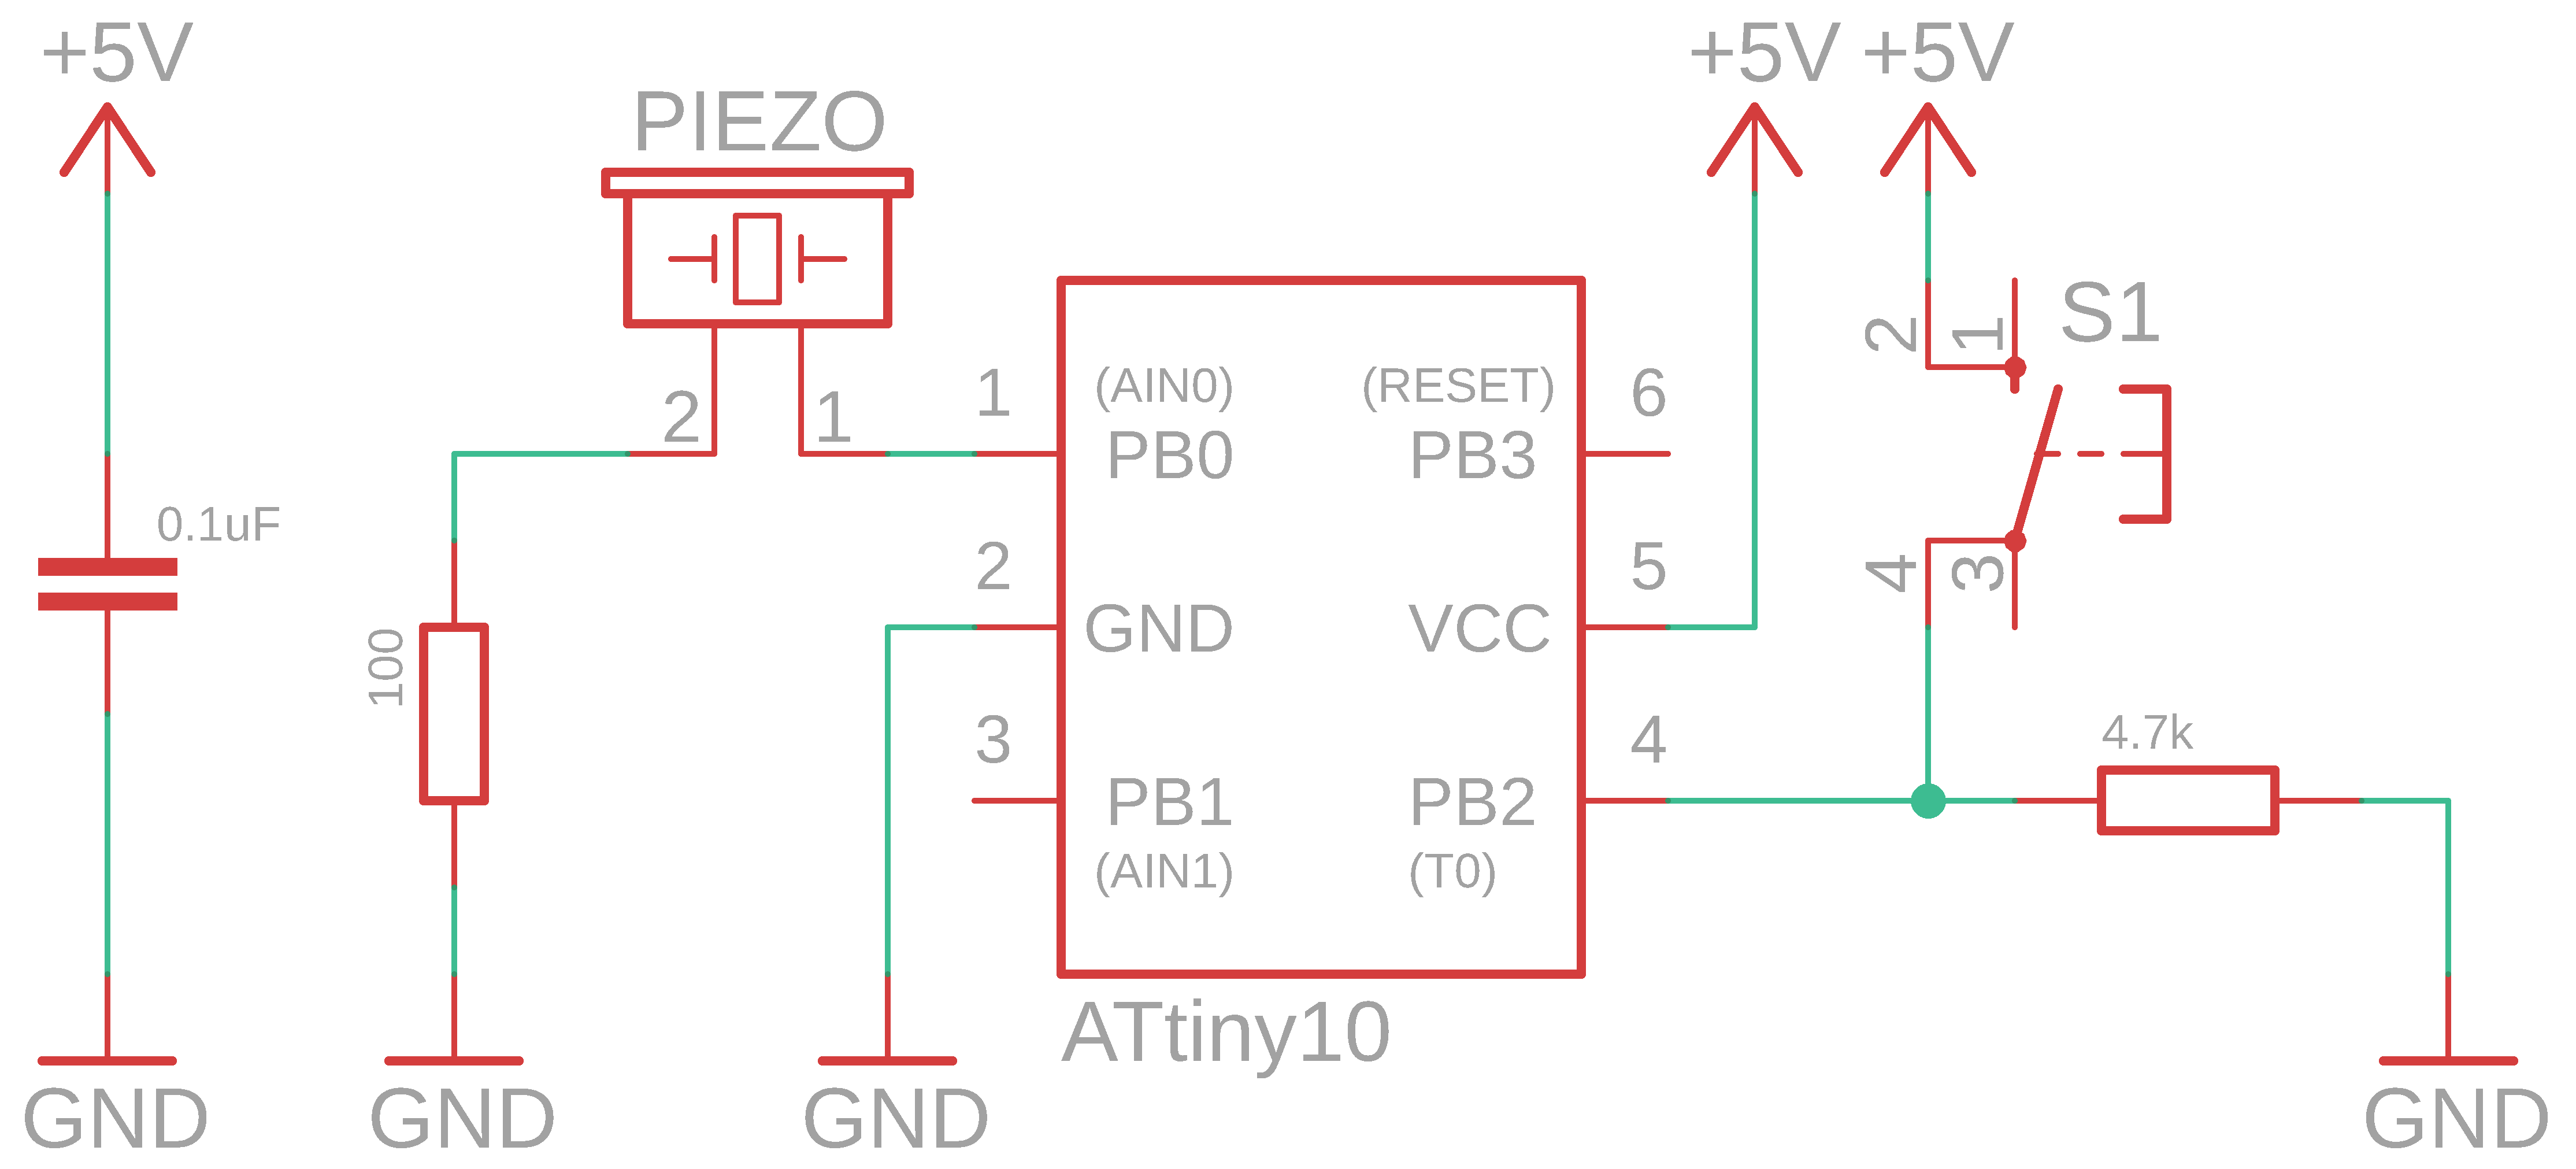 +5V
+5V
+5V
PIEZO
S1
2
1
2
1
1
(AIN0)
(RESET)
6
PB0
PB3
0.1uF
2
5
4
3
GND
VCC
100
3
4
4.7k
PB1
PB2
(AIN1)
(T0)
ATtiny10
GND
GND
GND
GND